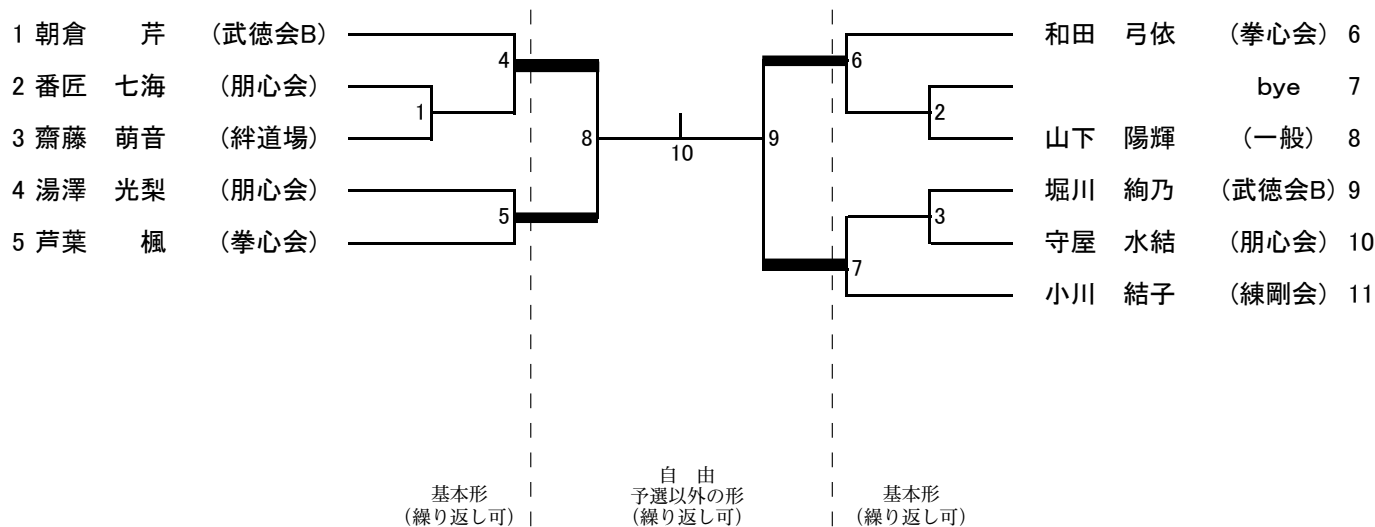 1 朝倉　芹 （武徳会B）
2 番匠　七海 （朋心会）
3 齋藤　萌音 （絆道場）
4 湯澤　光梨 （朋心会）
5 芦葉　楓 （拳心会）
4
1
5
8
10
9
6
2
3
7
和田　弓依 （拳心会） 6
bye 7
山下　陽輝 （一般） 8
堀川　絢乃 （武徳会B） 9
守屋　水結 （朋心会） 10
小川　結子 （練剛会） 11
基本形
（繰り返し可）
自　由
予選以外の形
（繰り返し可）
基本形
（繰り返し可）